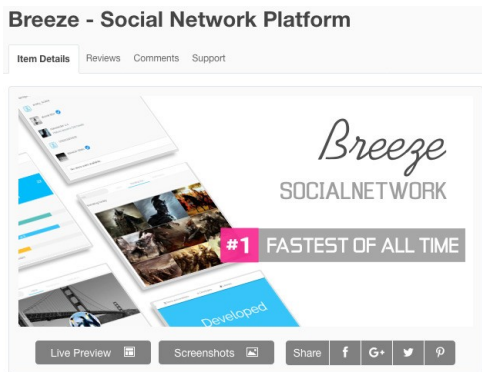 Breeze - Social Network Platform
Item Details Reviews Comments Support
Breeze
SOCIALNETWORK
#1 FASTEST OF ALL TIME
Developed
Live Preview Screenshots Share f G+